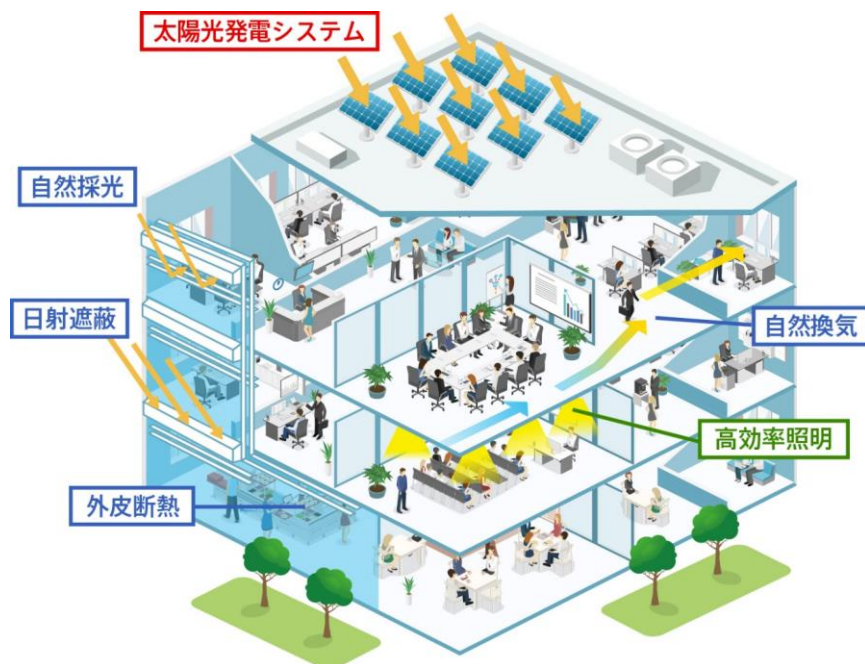 太陽光発電システム
自然採光
日射遮蔽
自然換気
高効率照明
外皮断熱